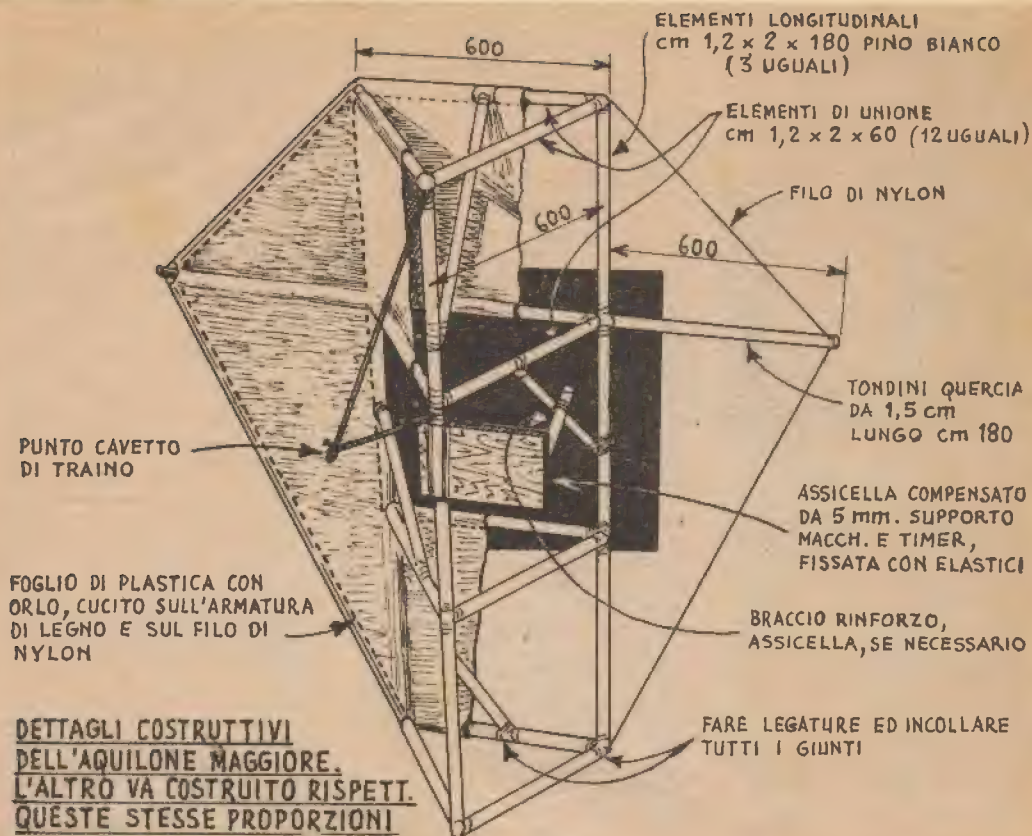 ELEMENTI LONGITUDINALI
cm 1,2 x 2 x 180 PINO BIANCO
(3 UGUALI)
600
ELEMENTI DI UNIONE
cm 1,2 x 2 x 60 (12 UGUALI)
FILO DI NYLON
600
600
TONDINI QUERCIA
DA 1,5 cm
LUNGO cm 180
PUNTO CAVETTO
DI TRAINO
ASSICELLA COMPENSATO
DA 5 mm. SUPPORTO
MACCH. E TIMER,
FISSATA CON ELASTICI
FOGLIO DI PLASTICA CON
ORLO, CUCITO SULL'ARMATURA
DI LEGNO E SUL FILO DI
NYLON
BRACCIO RINFORZO,
ASSICELLA, SE NECESSARIO
FARE LEGATURE ED INCOLLARE
TUTTI I GIUNTI
DETTAGLI COSTRUTTIVI
DELL'AQUILONE MAGGIORE.
L'ALTRO VA COSTRUITO RISPETT.
QUESTE STESSE PROPORZIONI